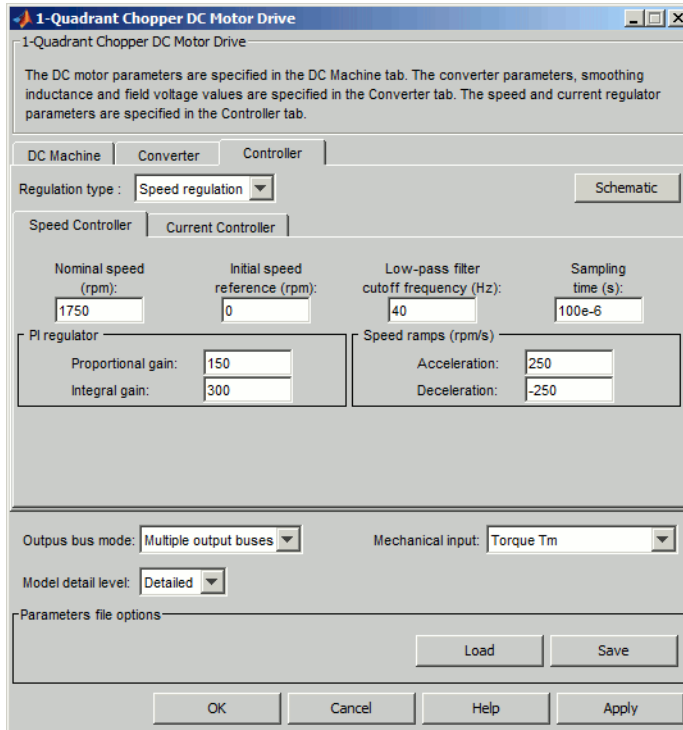 1-Quadrant Chopper DC Motor Drive
1-Quadrant Chopper DC Motor Drive
The DC motor parameters are specified in the DC Machine tab. The converter parameters, smoothing
inductance and field voltage values are specified in the Converter tab. The speed and current regulator
parameters are specified in the Controller tab.
DC Machine Converter Controller
Regulation type : Speed regulation Schematic
Speed Controller Current Controller
Nominal speed Initial speed Low-pass filter Sampling
(rpm): reference (rpm): cutoff frequency (Hz): time (s):
1750 0 40 100e-6
PI regulator Speed ramps (rpm/s)
Proportional gain: 150 Acceleration: 250
Integral gain: 300 Deceleration: -250
Outpus bus mode: Multiple output buses Mechanical input: Torque Tm
Model detail level: Detailed
Parameters file options
Load Save
OK Cancel Help Apply